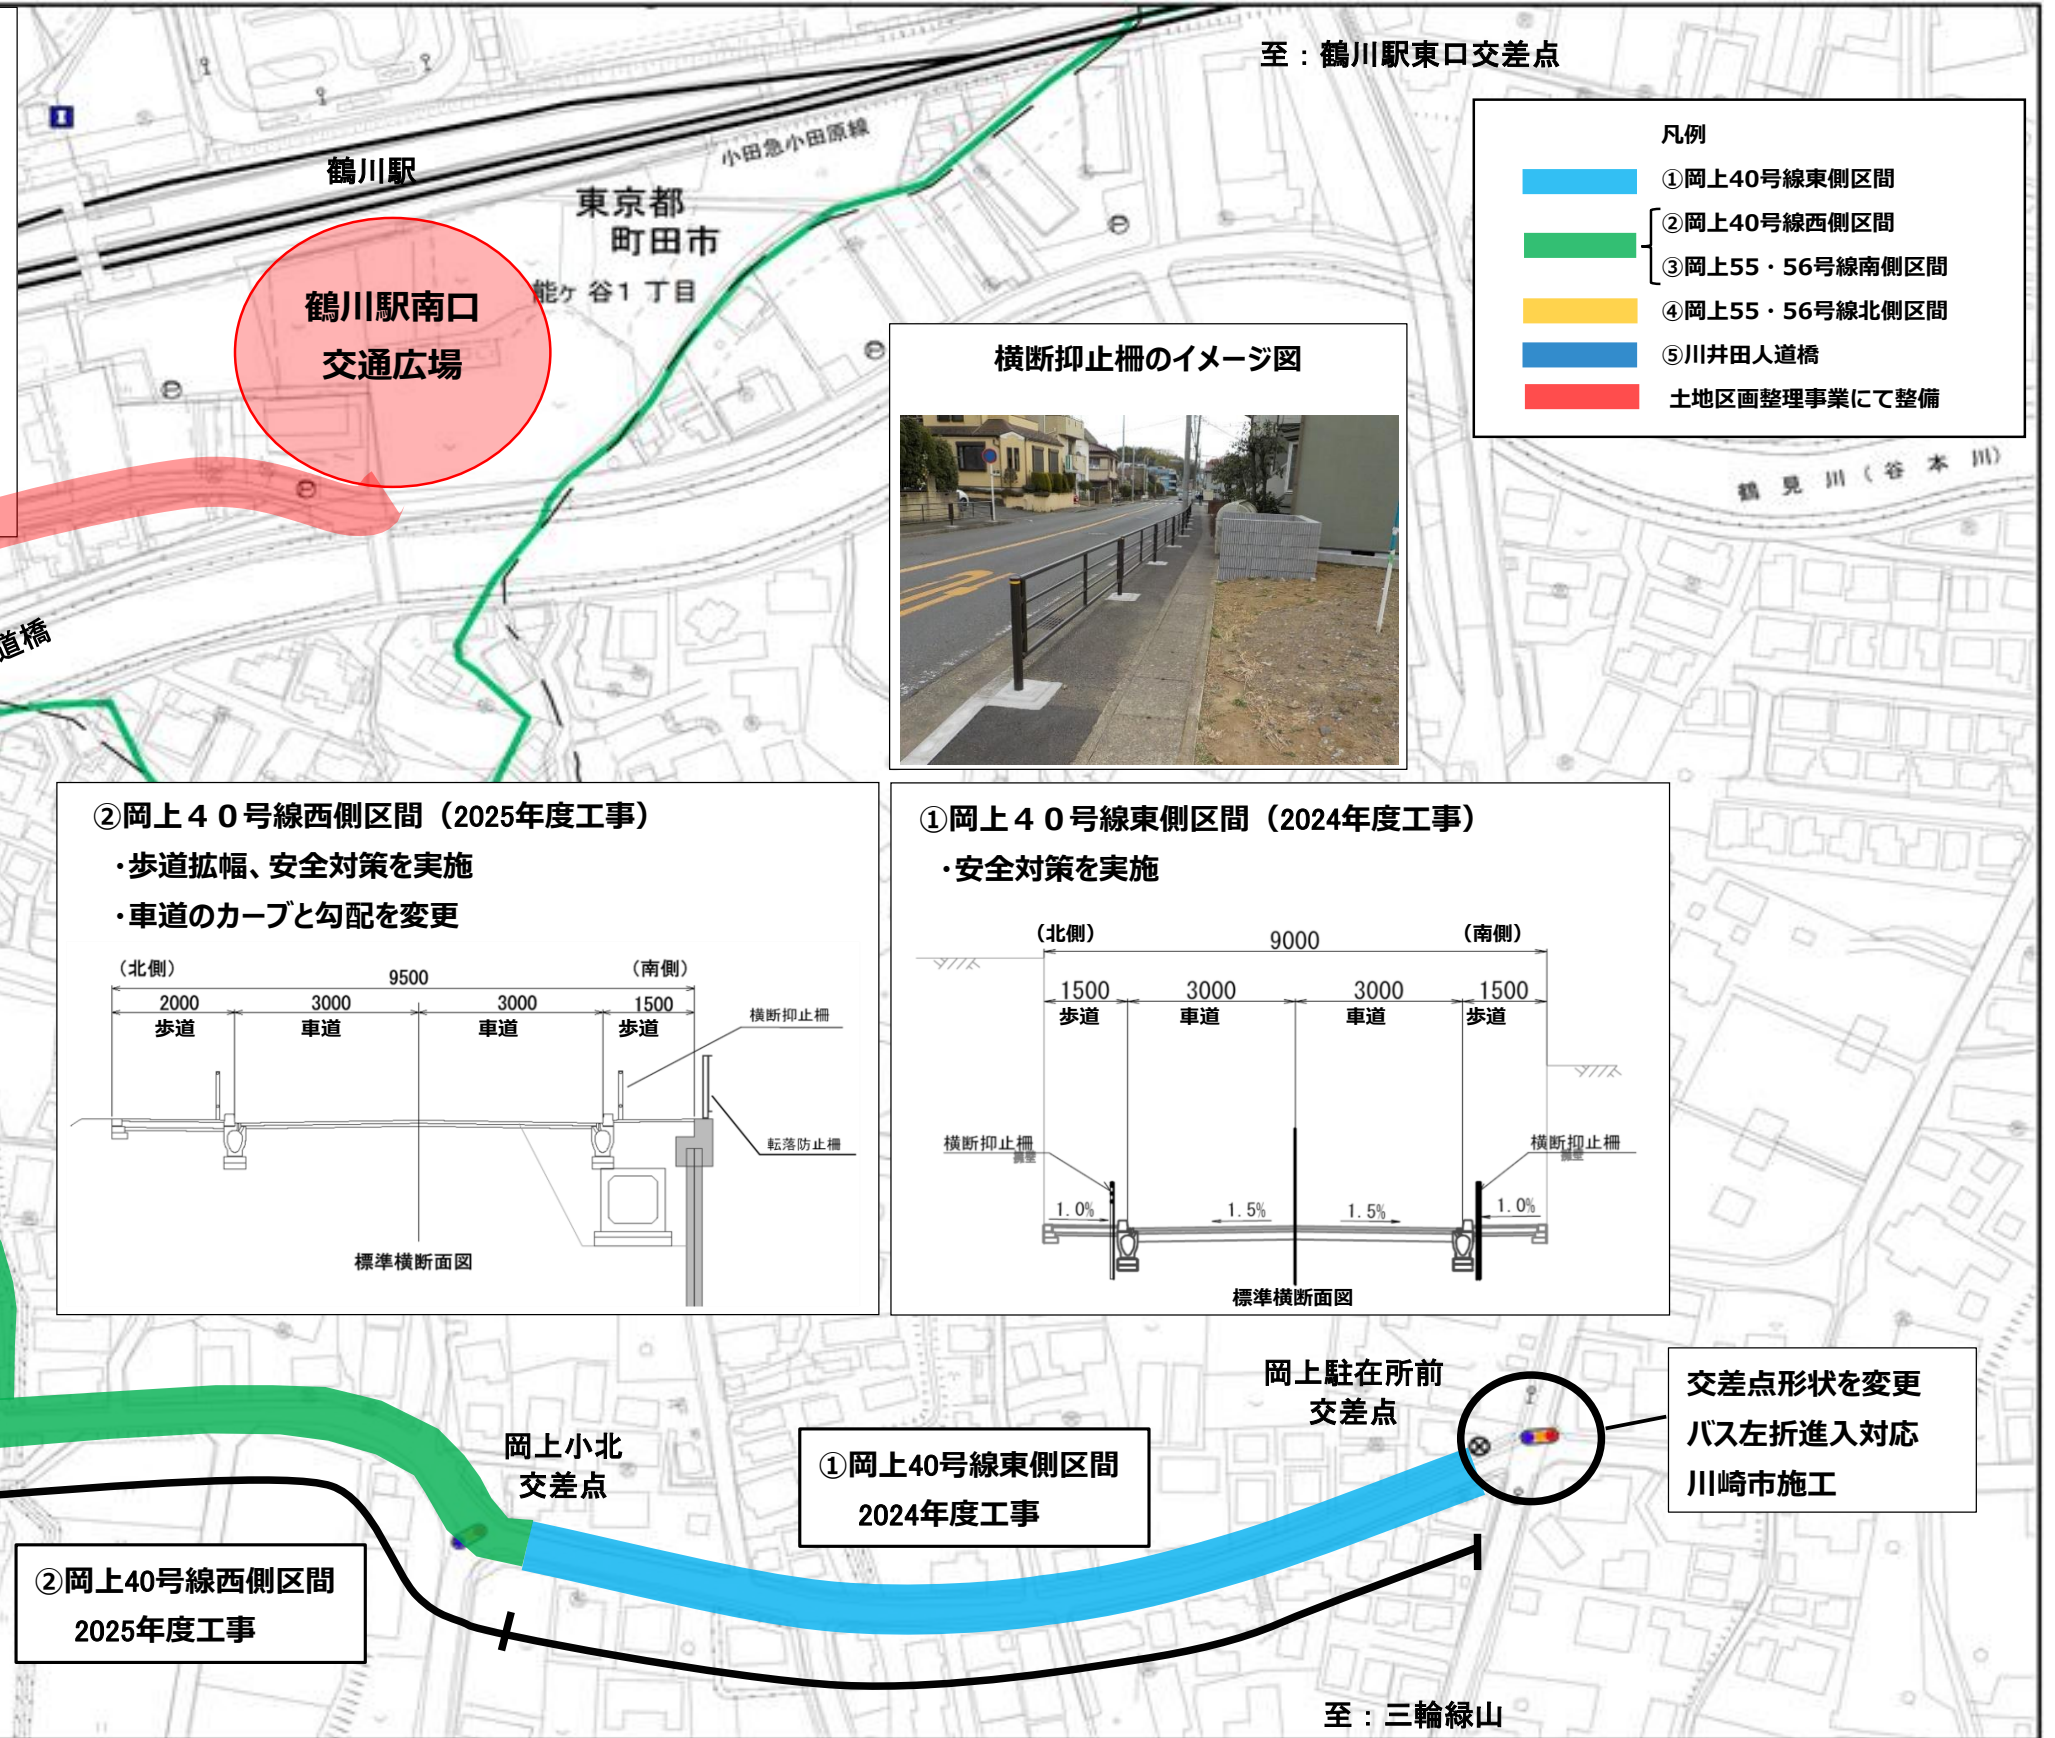 至：鶴川駅東口交差点
凡例
①岡上40号線東側区間
②岡上40号線西側区間
③岡上55・56号線南側区間
④岡上55・56号線北側区間
⑤川井田人道橋
土地区画整理事業にて整備
鶴川駅
小田急小田原線
東京都
町田市
能ヶ谷1丁目
鶴川駅南口
交通広場
鶴見川（谷本川）
道橋
横断抑止柵のイメージ図
②岡上４０号線西側区間（2025年度工事）
・歩道拡幅、安全対策を実施
・車道のカーブと勾配を変更
（北側）
9500
（南側）
2000
3000
3000
1500
歩道
車道
車道
歩道
横断抑止柵
転落防止柵
標準横断面図
①岡上４０号線東側区間（2024年度工事）
・安全対策を実施
（北側）
9000
（南側）
1500
3000
3000
1500
歩道
車道
車道
歩道
横断抑止柵
横断抑止柵
1.0%
1.5%
1.5%
1.0%
標準横断面図
岡上駐在所前
交差点
交差点形状を変更
バス左折進入対応
川崎市施工
岡上小北
交差点
①岡上40号線東側区間
2024年度工事
②岡上40号線西側区間
2025年度工事
至：三輪緑山